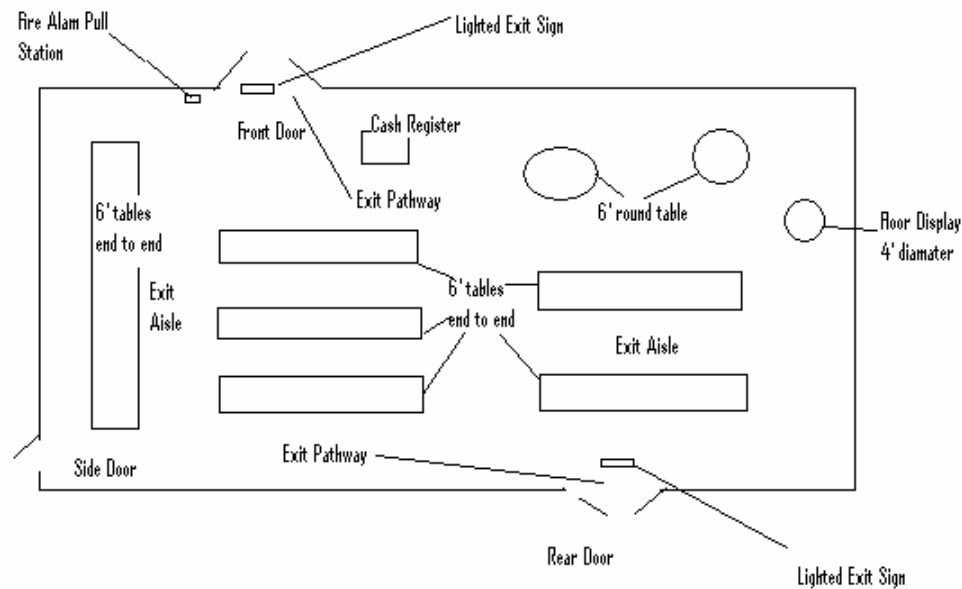 Fire Alam Pull
Station
Lighted Exit Sign
Front Door
Cash Register
Exit Pathway
6' tables
end to end
6' round table
Floor Display
4' diamater
Exit
Aisle
6' tables
end to end
Exit Aisle
Side Door
Exit Pathway
Rear Door
Lighted Exit Sign